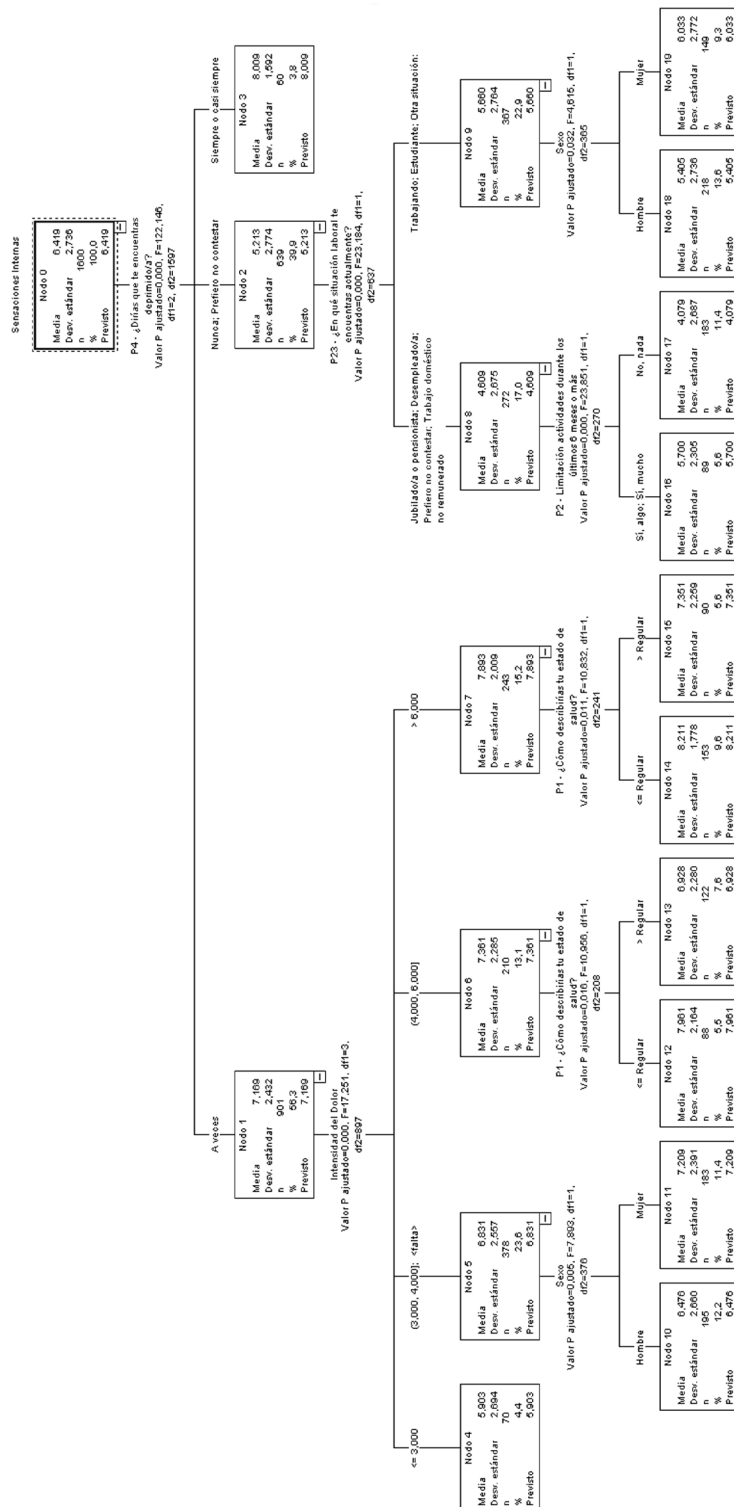 Sensaciones Internas
Nodo 0
Media 6,419
Desv. estándar 2,736
n 1600
% 100,0
Previsto 6,419
P4 - ¿Dirías que te encuentras
deprimido/a?
Valor P ajustado=0,000, F=122,146,
df1=2, df2=1597
A veces
Nodo 1
Media 7,169
Desv. estándar 2,432
n 901
% 56,3
Previsto 7,169
Nunca; Prefiero no contestar
Nodo 2
Media 5,213
Desv. estándar 2,774
n 639
% 39,9
Previsto 5,213
Siempre o casi siempre
Nodo 3
Media 8,009
Desv. estándar 1,592
n 60
% 3,8
Previsto 8,009
Intensidad del Dolor
Valor P ajustado=0,000, F=17,251, df1=3,
df2=897
P23 - ¿En qué situación laboral te
encuentras actualmente?
Valor P ajustado=0,000, F=23,184, df1=1,
df2=637
<= 3,000
Nodo 4
Media 5,903
Desv. estándar 2,694
n 70
% 4,4
Previsto 5,903
(3,000, 4,000]; <falta>
Nodo 5
Media 6,831
Desv. estándar 2,557
n 378
% 23,6
Previsto 6,831
(4,000, 6,000]
Nodo 6
Media 7,361
Desv. estándar 2,285
n 210
% 13,1
Previsto 7,361
> 6,000
Nodo 7
Media 7,893
Desv. estándar 2,009
n 243
% 15,2
Previsto 7,893
Jubilado/a o pensionista; Desempleado/a;
Prefiero no contestar; Trabajo doméstico
no remunerado
Nodo 8
Media 4,609
Desv. estándar 2,675
n 272
% 17,0
Previsto 4,609
Trabajando; Estudiante; Otra situación:
Nodo 9
Media 5,660
Desv. estándar 2,764
n 367
% 22,9
Previsto 5,660
Sexo
Valor P ajustado=0,005, F=7,893, df1=1,
df2=376
P1 - ¿Cómo describirías tu estado de
salud?
Valor P ajustado=0,016, F=10,956, df1=1,
df2=208
P1 - ¿Cómo describirías tu estado de
salud?
Valor P ajustado=0,011, F=10,832, df1=1,
df2=241
P2 - Limitación actividades durante los
últimos 6 meses o más
Valor P ajustado=0,000, F=23,851, df1=1,
df2=270
Sexo
Valor P ajustado=0,032, F=4,615, df1=1,
df2=365
Hombre
Nodo 10
Media 6,476
Desv. estándar 2,660
n 195
% 12,2
Previsto 6,476
Mujer
Nodo 11
Media 7,209
Desv. estándar 2,391
n 183
% 11,4
Previsto 7,209
<= Regular
Nodo 12
Media 7,961
Desv. estándar 2,164
n 88
% 5,5
Previsto 7,961
> Regular
Nodo 13
Media 6,928
Desv. estándar 2,280
n 122
% 7,6
Previsto 6,928
<= Regular
Nodo 14
Media 8,211
Desv. estándar 1,778
n 153
% 9,6
Previsto 8,211
> Regular
Nodo 15
Media 7,351
Desv. estándar 2,259
n 90
% 5,6
Previsto 7,351
Sí, algo; Sí, mucho
Nodo 16
Media 5,700
Desv. estándar 2,305
n 89
% 5,6
Previsto 5,700
No, nada
Nodo 17
Media 4,079
Desv. estándar 2,687
n 183
% 11,4
Previsto 4,079
Hombre
Nodo 18
Media 5,405
Desv. estándar 2,736
n 218
% 13,6
Previsto 5,405
Mujer
Nodo 19
Media 6,033
Desv. estándar 2,772
n 149
% 9,3
Previsto 6,033